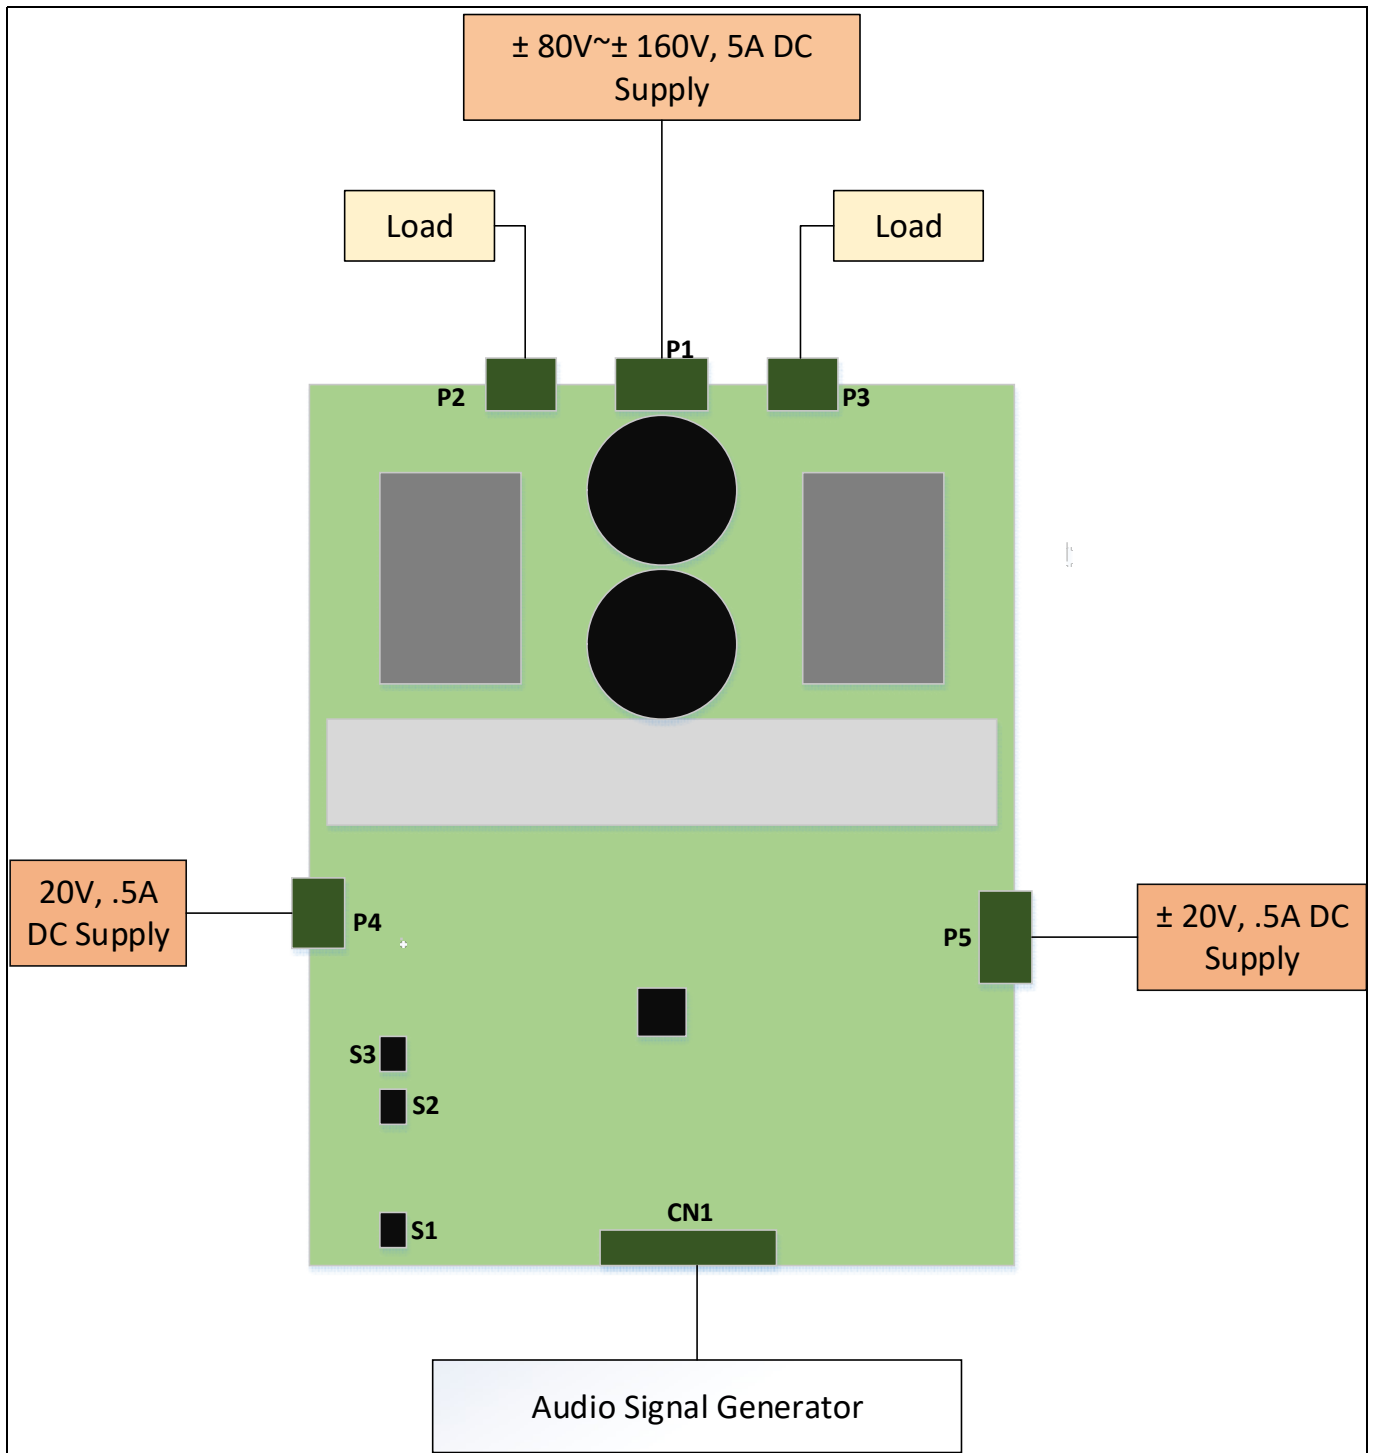 ± 80V~± 160V, 5A DC
Supply
Load
Load
P1
P2
P3
20V, .5A
DC Supply
P4
P5
± 20V, .5A DC
Supply
S3
S2
S1
CN1
Audio Signal Generator